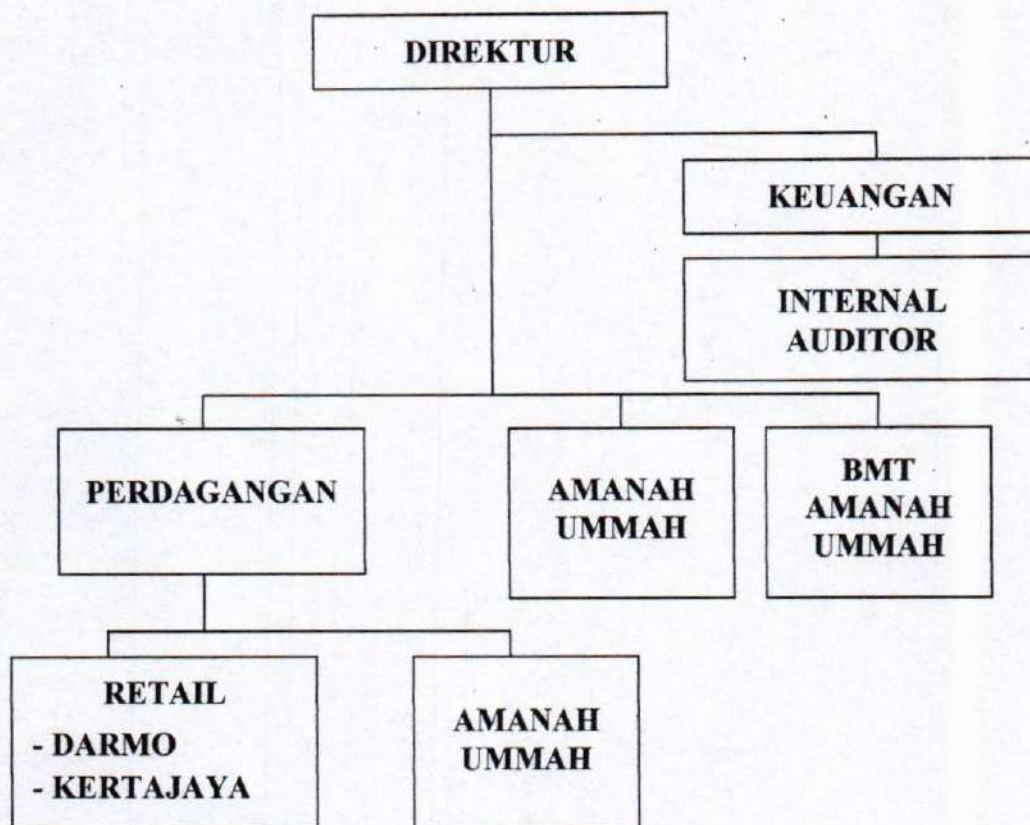 DIREKTUR
KEUANGAN
INTERNAL
AUDITOR
PERDAGANGAN
AMANAH
UMMAH
BMT
AMANAH
UMMAH
RETAIL
- DARMO
- KERTAJAYA
AMANAH
UMMAH